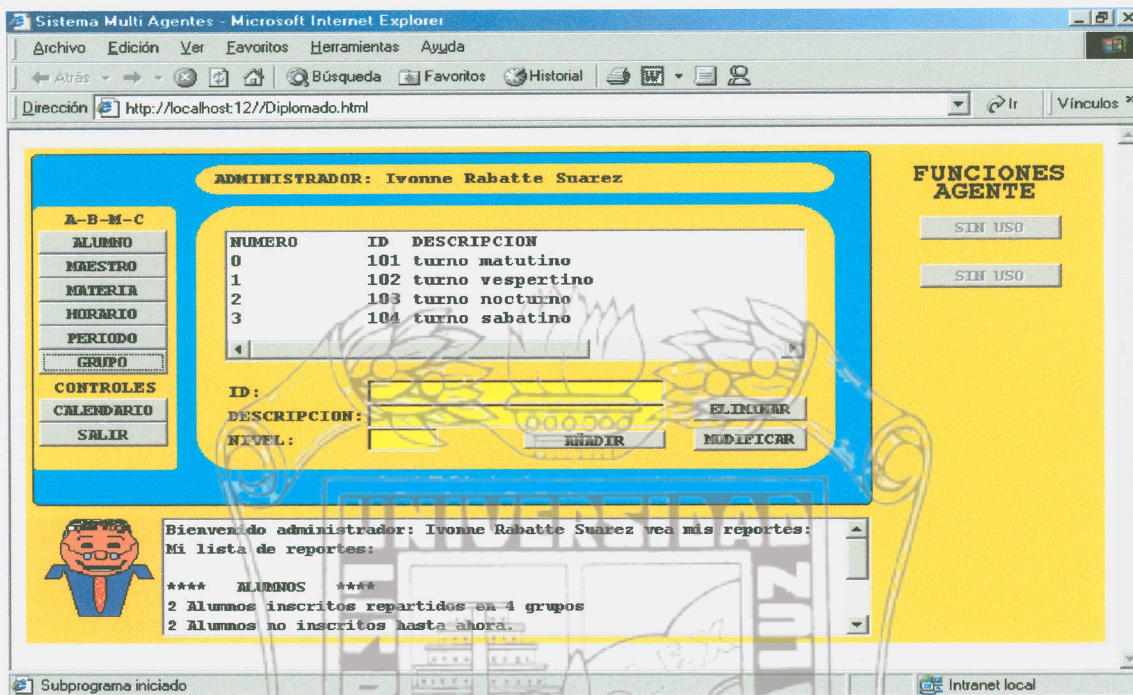 Sistema Multi Agentes - Microsoft Internet Explorer
Archivo Edición Ver Favoritos Herramientas Ayuda
Atrás Búsqueda Favoritos Historial
Dirección http://localhost:12//Diplomado.html Ir Vínculos »
ADMINISTRADOR: Ivonne Rabatte Suarez
FUNCIONES
AGENTE
SIN USO
SIN USO
A-B-M-C
ALUMNO
MAESTRO
MATERIA
HORARIO
PERIODO
GRUPO
CONTROLES
CALENDARIO
SALIR
NUMERO ID DESCRIPCION
0 101 turno matutino
1 102 turno vespertino
2 103 turno nocturno
3 104 turno sabatino
ID:
DESCRIPCION:
ELIMINAR
NIVEL:
AÑADIR
MODIFICAR
Bienvenido administrador: Ivonne Rabatte Suarez vea mis reportes:
Mi lista de reportes:
**** ALUMNOS ****
2 Alumnos inscritos repartidos en 4 grupos
2 Alumnos no inscritos hasta ahora.
UNIVERSIDAD
Subprograma iniciado
Intranet local